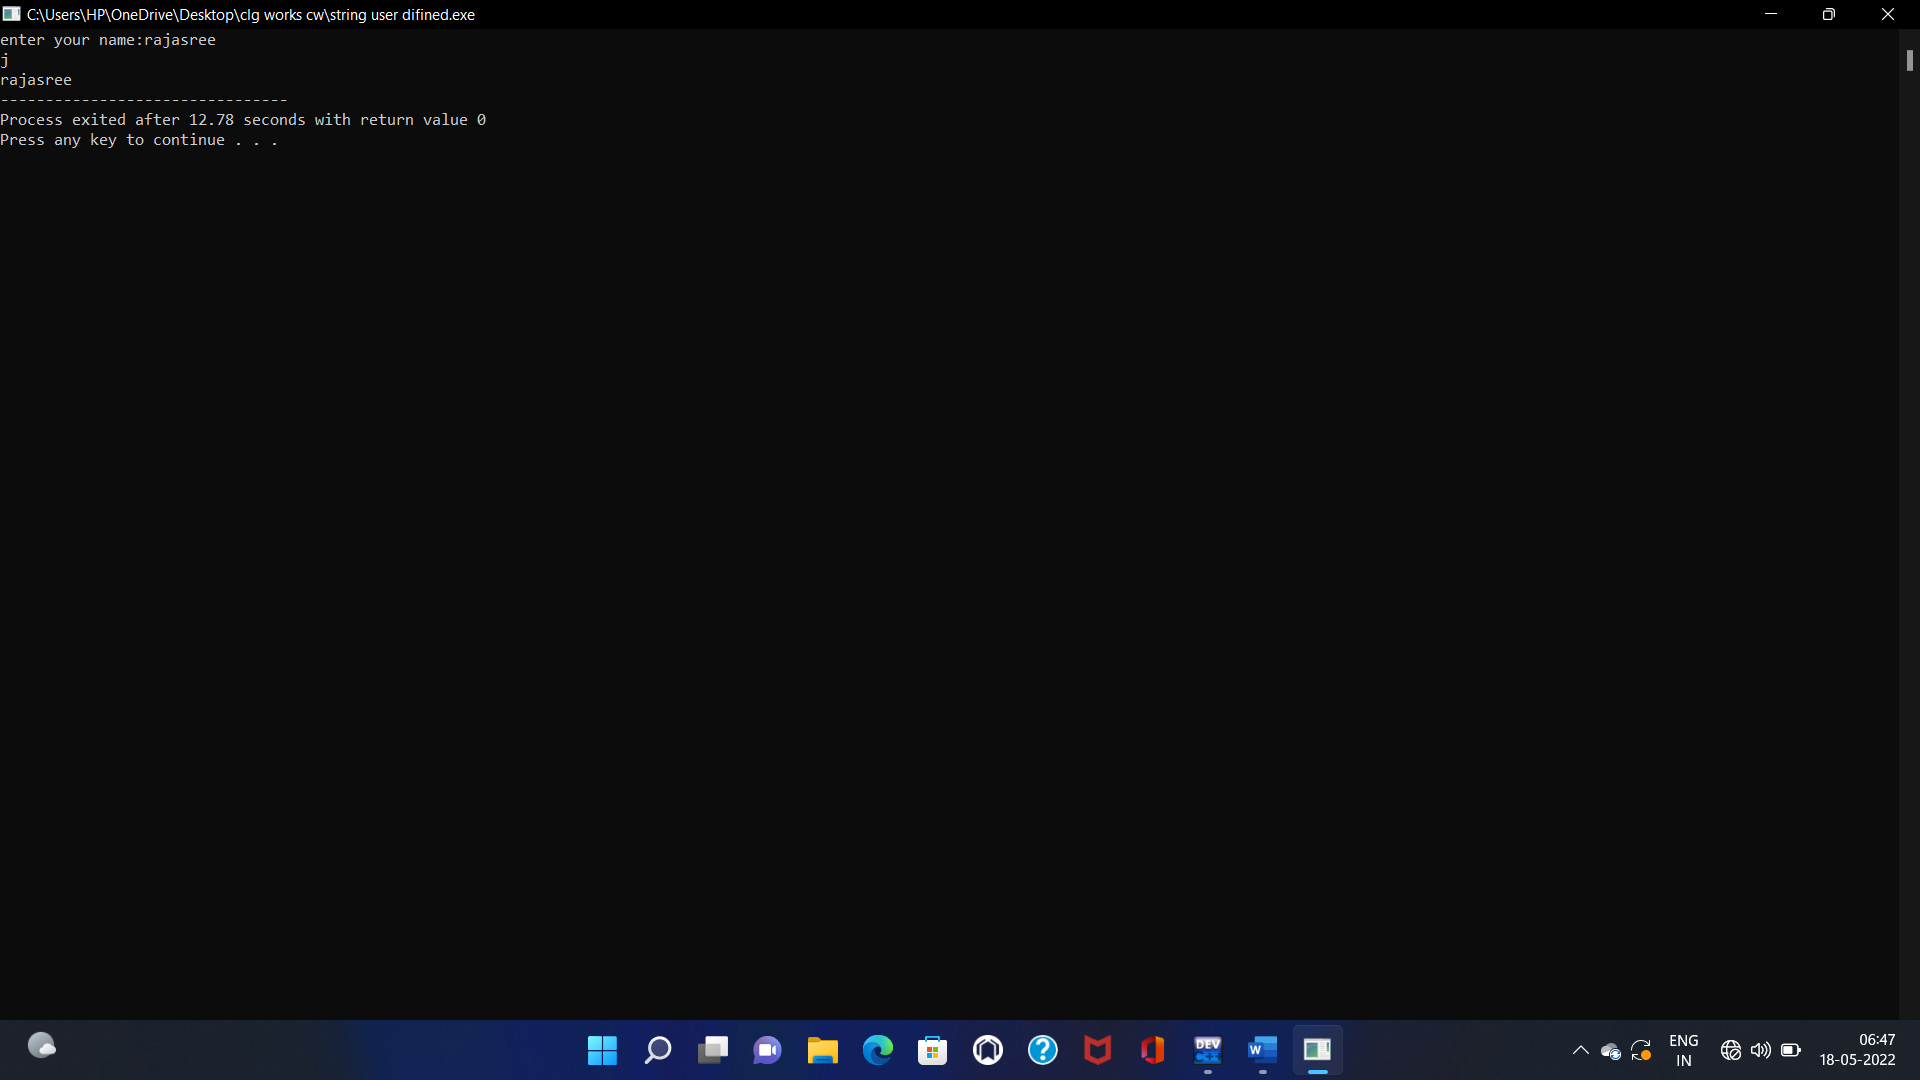 C:\Users\HP\OneDrive\Desktop\clg works cw\string user difined.exe
enter your name:rajasree
j
rajasree
--------------------------------
Process exited after 12.78 seconds with return value 0
Press any key to continue . . .
DEV
C++
W
ENG
IN
06:47
18-05-2022